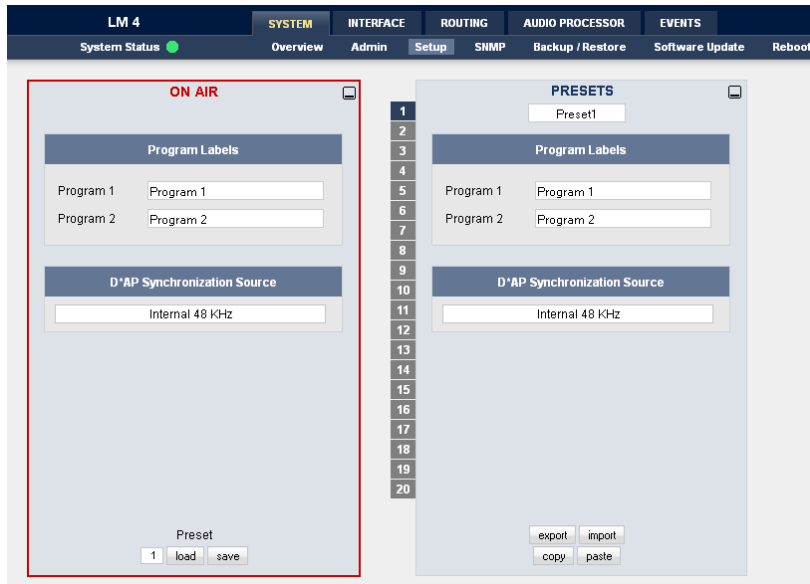 LM 4 SYSTEM INTERFACE ROUTING AUDIO PROCESSOR EVENTS
System Status Overview Admin Setup SNMP Backup / Restore Software Update Reboot
ON AIR
Program Labels
Program 1 Program 1
Program 2 Program 2
D*AP Synchronization Source
Internal 48 KHz
Preset
1 load save
1
2
3
4
5
6
7
8
9
10
11
12
13
14
15
16
17
18
19
20
PRESETS
Preset1
Program Labels
Program 1 Program 1
Program 2 Program 2
D*AP Synchronization Source
Internal 48 KHz
export import
copy paste